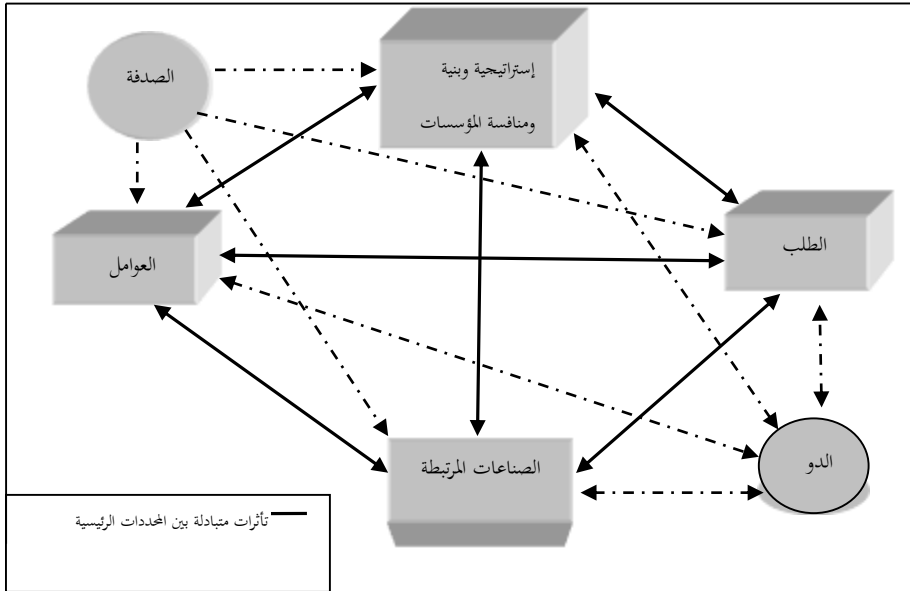 الصدفة
إستراتيجية وبنية
ومنافسة المؤسسات
الطلب
العوامل
الصناعات المرتبطة
الدو
تأثرات متبادلة بين المحددات الرئيسية